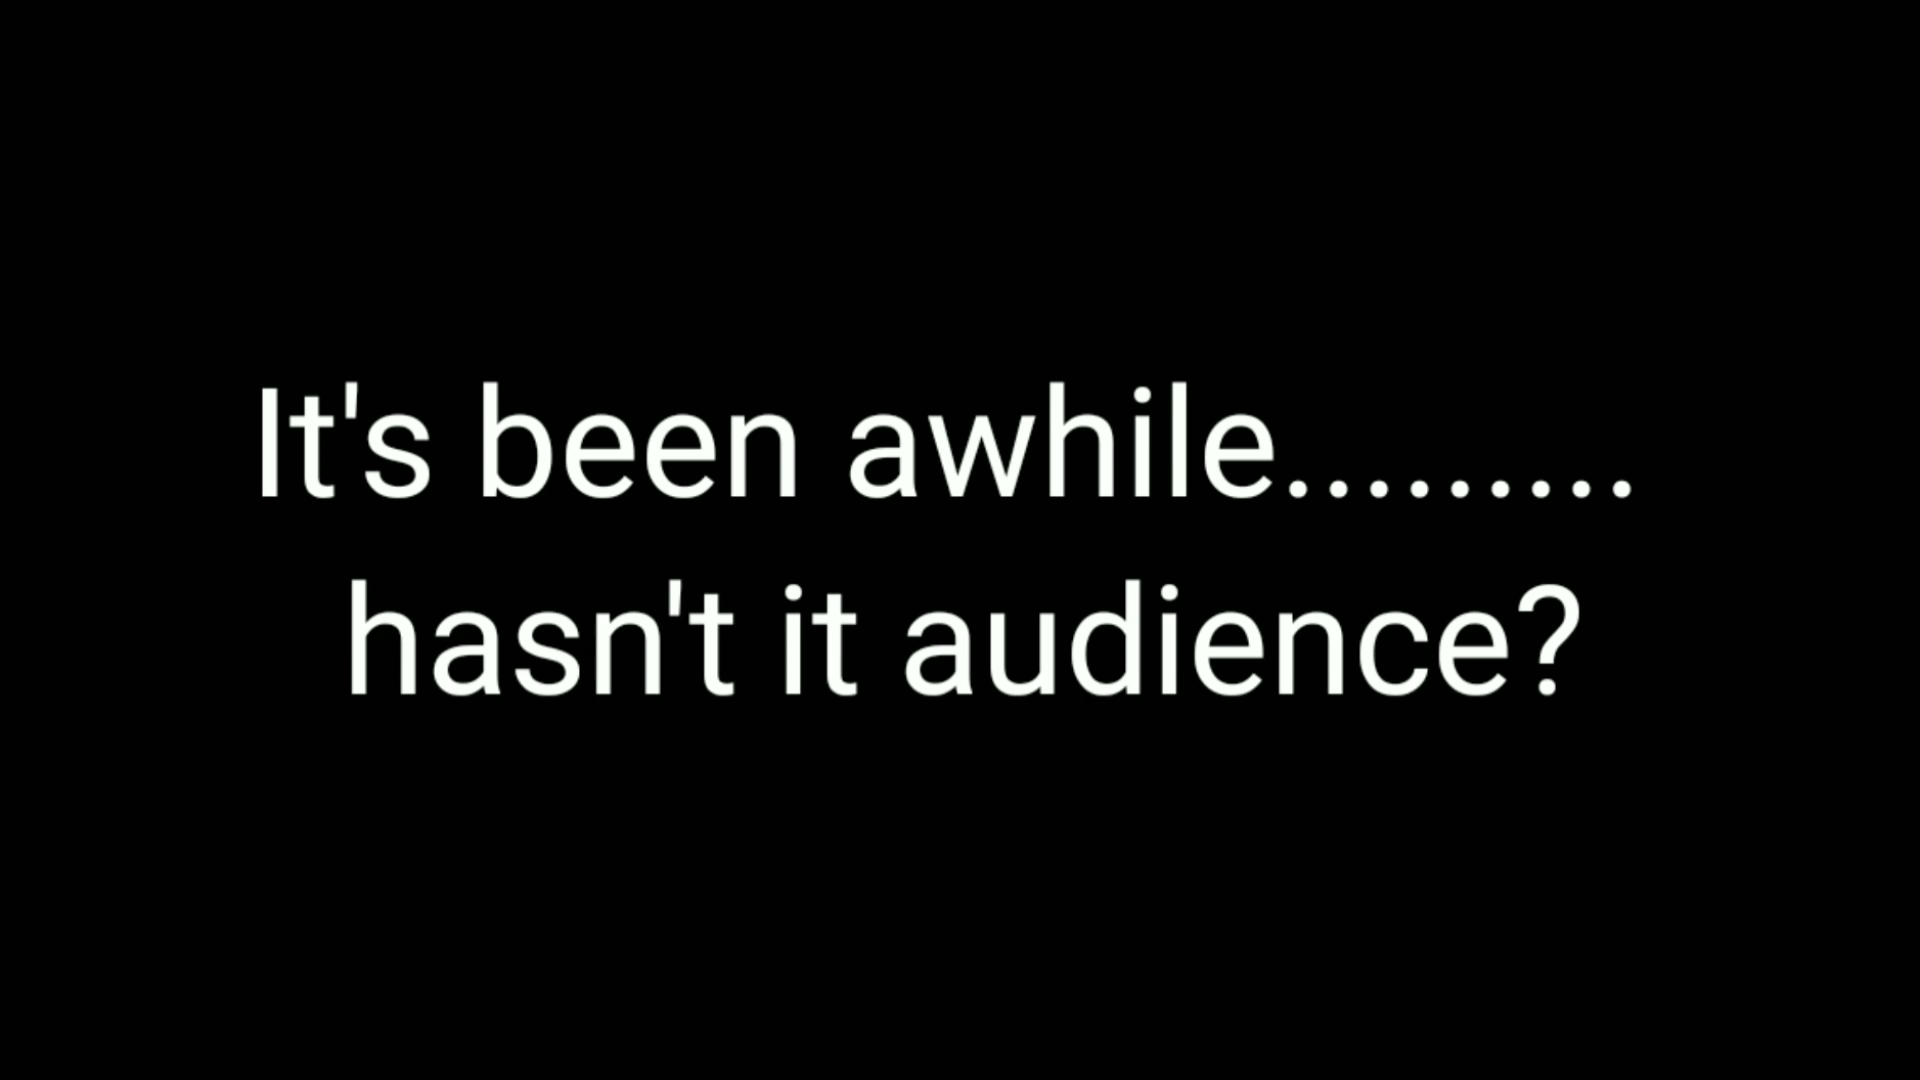 It's been awhile.........
hasn't it audience?